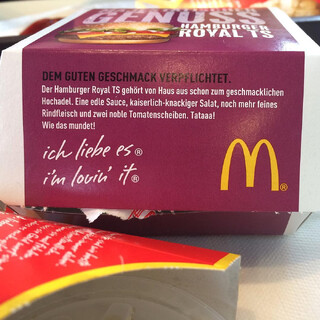 GENUSS
HAMBURGER
ROYAL TS
DEM GUTEN GESCHMACK VERPFLICHTET.
Der Hamburger Royal TS gehört von Haus aus schon zum geschmacklichen
Hochadel. Eine edle Sauce, kaiserlich-knackiger Salat, noch mehr feines
Rindfleisch und zwei noble Tomatenscheiben. Tataaa!
Wie das mundet!
ich liebe es®
i'm lovin' it®
M®